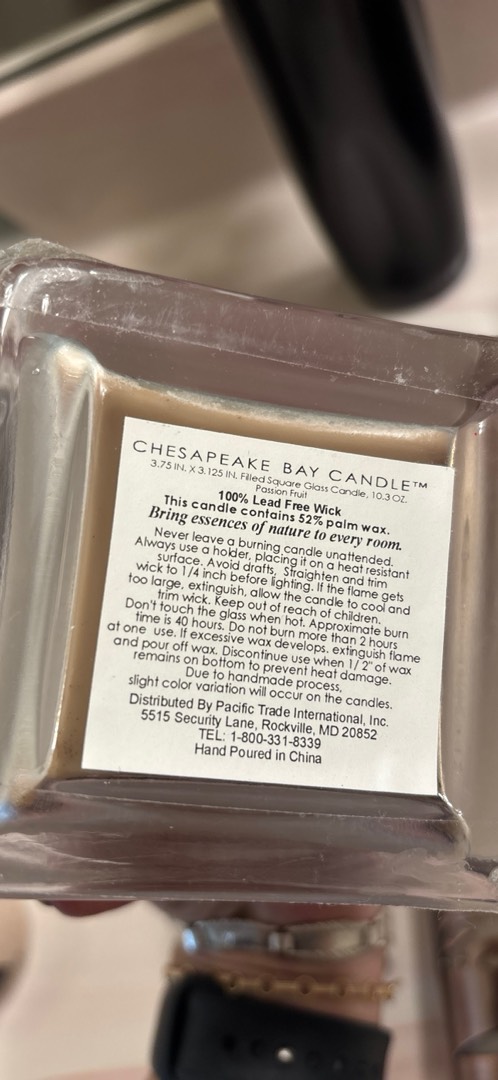 CHESAPEAKE BAY CANDLE™
3.75 IN. X 3.125 IN. Filled Square Glass Candle, 10.3 OZ.
Passion Fruit
100% Lead Free Wick
This candle contains 52% palm wax.
Bring essences of nature to every room.
Never leave a burning candle unattended.
Always use a holder, placing it on a heat resistant
surface. Avoid drafts, Straighten and trim
wick to 1/4 inch before lighting. If the flame gets
too large, extinguish, allow the candle to cool and
trim wick. Keep out of reach of children.
Don't touch the glass when hot. Approximate burn
time is 40 hours. Do not burn more than 2 hours
at one use. If excessive wax develops. extinguish flame
and pour off wax. Discontinue use when 1/2" of wax
remains on bottom to prevent heat damage.
Due to handmade process,
slight color variation will occur on the candles.
Distributed By Pacific Trade International, Inc.
5515 Security Lane, Rockville, MD 20852
TEL: 1-800-331-8339
Hand Poured in China